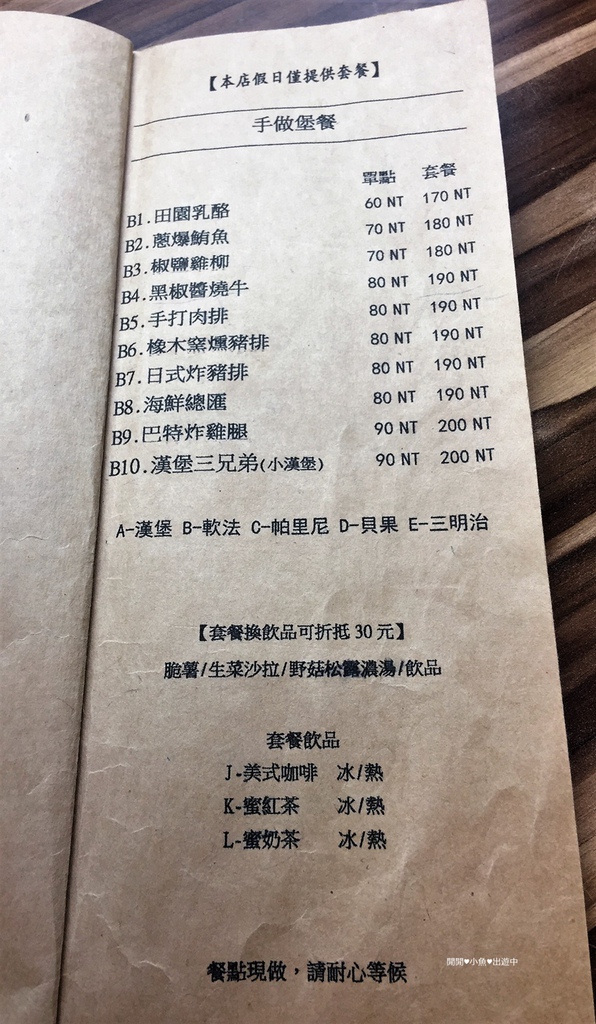 【本店假日僅提供套餐】
手做堡餐
單點 套餐
B1.田園乳酪 60 NT 170 NT
B2.蔥爆鮪魚 70 NT 180 NT
B3.椒鹽雞柳 70 NT 180 NT
B4.黑椒醬燒牛 80 NT 190 NT
B5.手打肉排 80 NT 190 NT
B6.橡木窯燻豬排 80 NT 190 NT
B7.日式炸豬排 80 NT 190 NT
B8.海鮮總匯 80 NT 190 NT
B9.巴特炸雞腿 90 NT 200 NT
B10.漢堡三兄弟(小漢堡) 90 NT 200 NT
A-漢堡 B-軟法 C-帕里尼 D-貝果 E-三明治
【套餐換飲品可折抵 30 元】
脆薯/生菜沙拉/野菇松露濃湯/飲品
套餐飲品
J-美式咖啡 冰/熱
K-蜜紅茶 冰/熱
L-蜜奶茶 冰/熱
餐點現做，請耐心等候
閒閒♥小魚♥出遊中